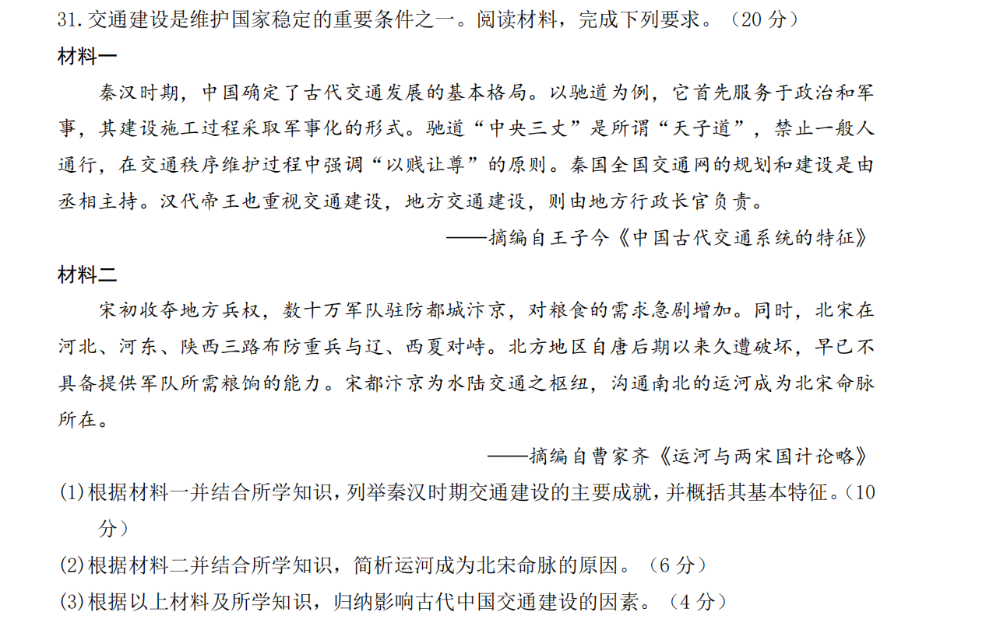 31.交通建设是维护国家稳定的重要条件之一。阅读材料，完成下列要求。（20 分）
材料一
秦汉时期，中国确定了古代交通发展的基本格局。以驰道为例，它首先服务于政治和军
事，其建设施工过程采取军事化的形式。驰道“中央三丈”是所谓“天子道”，禁止一般人
通行，在交通秩序维护过程中强调“以贱让尊”的原则。秦国全国交通网的规划和建设是由
丞相主持。汉代帝王也重视交通建设，地方交通建设，则由地方行政长官负责。
——摘编自王子今《中国古代交通系统的特征》
材料二
宋初收夺地方兵权，数十万军队驻防都城汴京，对粮食的需求急剧增加。同时，北宋在
河北、河东、陕西三路布防重兵与辽、西夏对峙。北方地区自唐后期以来久遭破坏，早已不
具备提供军队所需粮饷的能力。宋都汴京为水陆交通之枢纽，沟通南北的运河成为北宋命脉
所在。
——摘编自曹家齐《运河与两宋国计论略》
(1)根据材料一并结合所学知识，列举秦汉时期交通建设的主要成就，并概括其基本特征。（10
分）
(2)根据材料二并结合所学知识，简析运河成为北宋命脉的原因。（6 分）
(3)根据以上材料及所学知识，归纳影响古代中国交通建设的因素。（4 分）